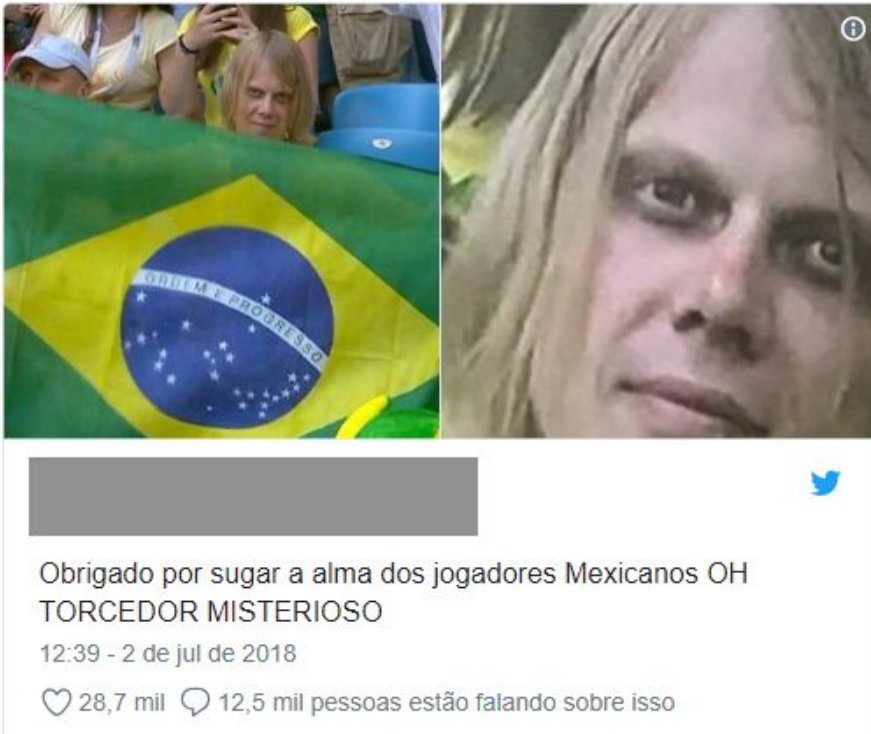 ORDEM E PROGRESSO
Obrigado por sugar a alma dos jogadores Mexicanos OH
TORCEDOR MISTERIOSO
12:39 - 2 de jul de 2018
28,7 mil 12,5 mil pessoas estão falando sobre isso